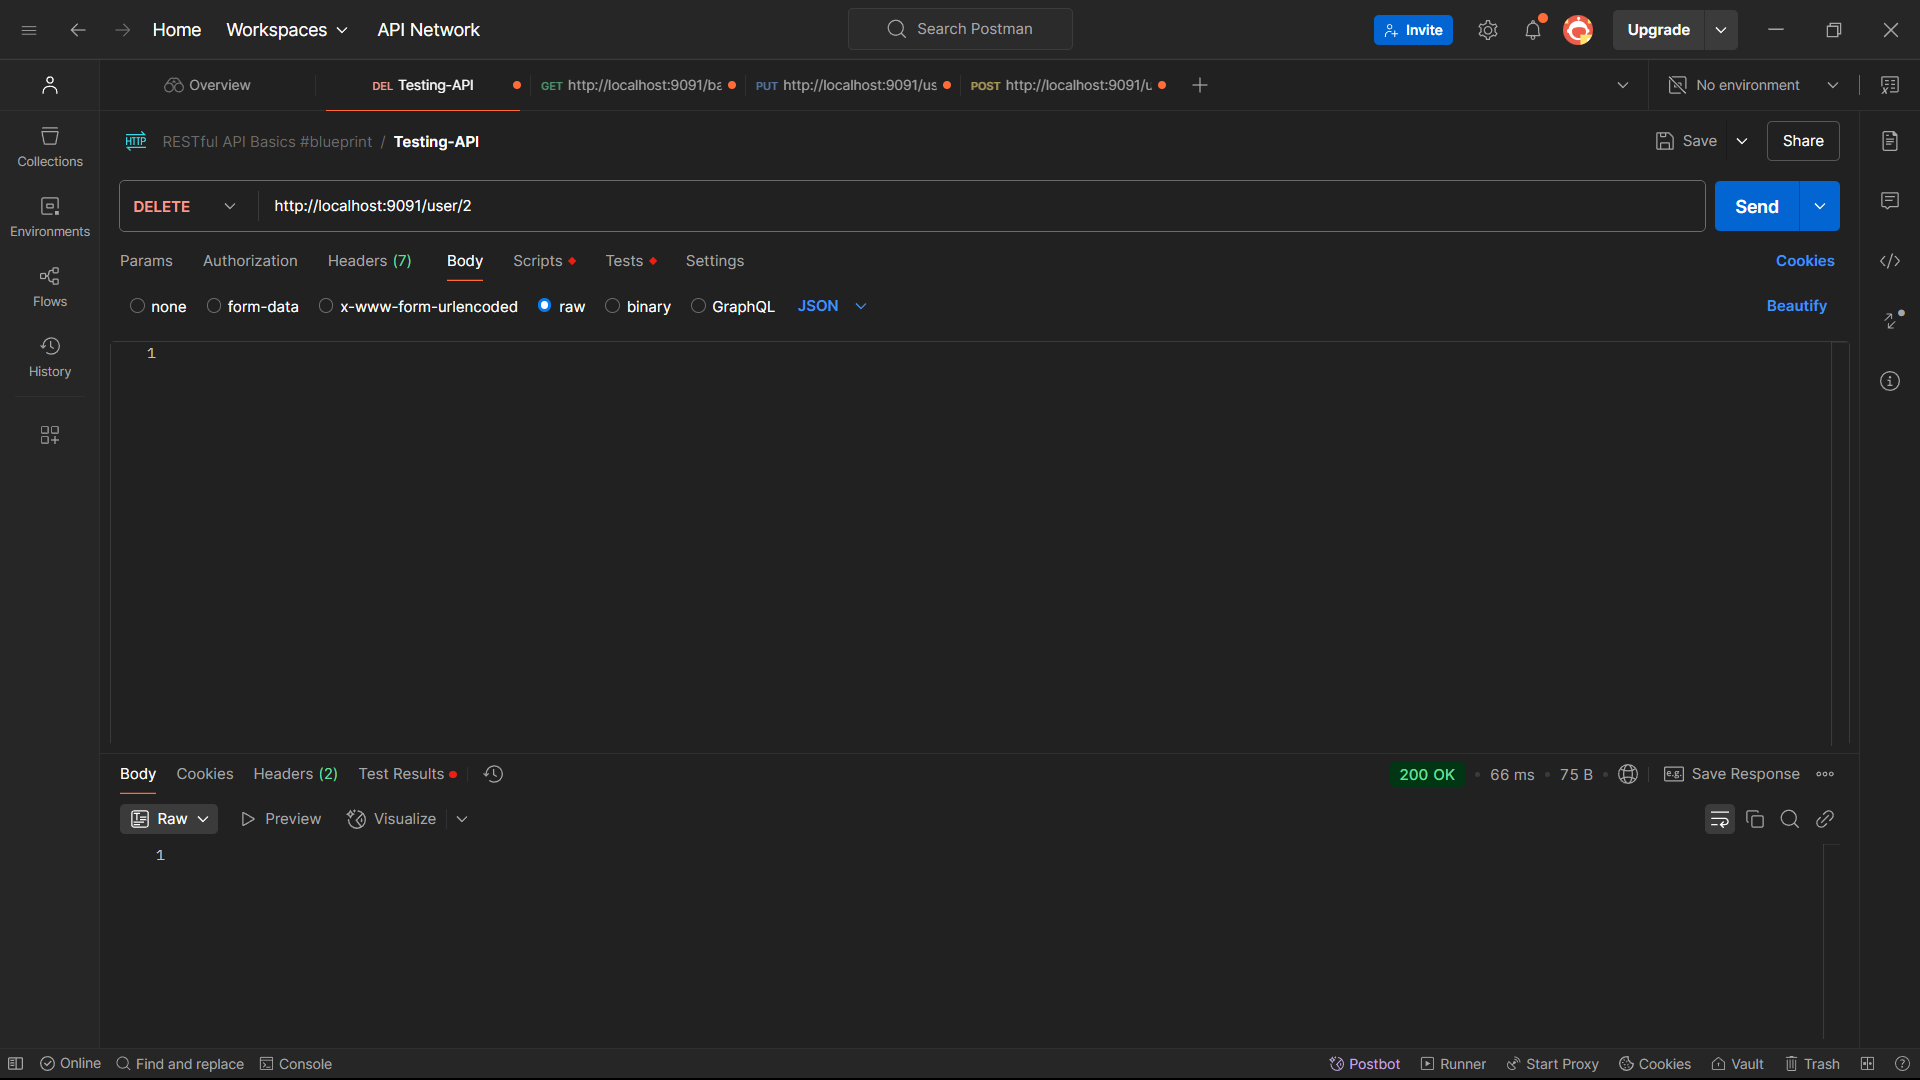 Home Workspaces API Network Search Postman Invite Upgrade
Overview DEL Testing-API GET http://localhost:9091/ba PUT http://localhost:9091/us POST http://localhost:9091/u No environment
HTTP RESTful API Basics #blueprint / Testing-API Save Share
Collections
DELETE http://localhost:9091/user/2 Send
Environments
Params Authorization Headers (7) Body Scripts Tests Settings Cookies
Flows
none form-data x-www-form-urlencoded raw binary GraphQL JSON Beautify
1
History
Body Cookies Headers (2) Test Results 200 OK 66 ms 75 B e.g. Save Response
Raw Preview Visualize
1
Online Find and replace Console Postbot Runner Start Proxy Cookies Vault Trash